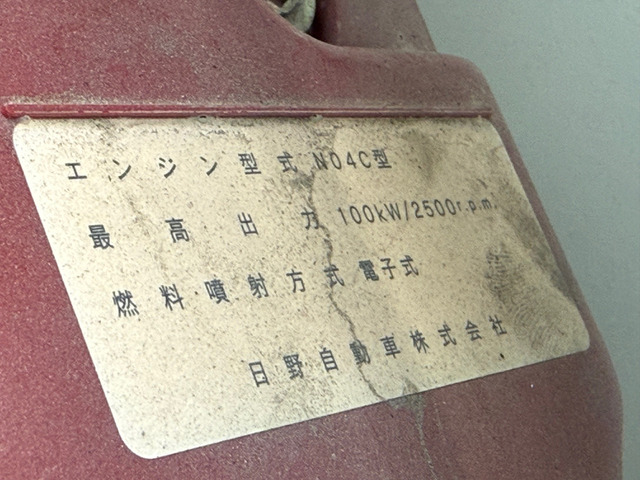 エンジン型式 N04C型
最高出力 100kW/2500r.p.m.
燃料噴射方式 電子式
日野自動車株式会社